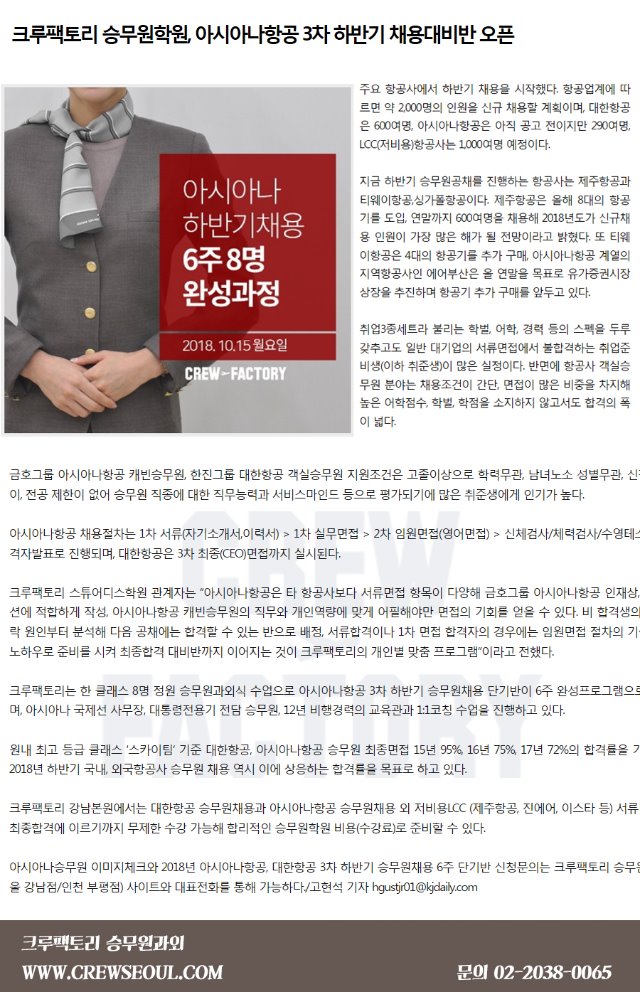 크루팩토리 승무원학원, 아시아나항공 3차 하반기 채용대비반 오픈
아시아나
하반기채용
6주 8명
완성과정
2018. 10.15 월요일
CREW FACTORY
주요 항공사에서 하반기 채용을 시작했다. 항공업계에 따
르면 약 2,000명의 인원을 신규 채용할 계획이며, 대한항공
은 600여명, 아시아나항공은 아직 공고 전이지만 290여명,
LCC(저비용)항공사는 1,000여명 예정이다.
지금 하반기 승무원공채를 진행하는 항공사는 제주항공과
티웨이항공,싱가폴항공이다. 제주항공은 올해 8대의 항공
기를 도입, 연말까지 600여명을 채용해 2018년도가 신규채
용 인원이 가장 많은 해가 될 전망이라고 밝혔다. 또 티웨
이항공은 4대의 항공기를 추가 구매, 아시아나항공 계열의
지역항공사인 에어부산은 올 연말을 목표로 유가증권시장
상장을 추진하며 항공기 추가 구매를 앞두고 있다.
취업3종세트라 불리는 학벌, 어학, 경력 등의 스펙을 두루
갖추고도 일반 대기업의 서류면접에서 불합격하는 취업준
비생(이하 취준생)이 많은 실정이다. 반면에 항공사 객실승
무원 분야는 채용조건이 간단, 면접이 많은 비중을 차지해
높은 어학점수, 학벌, 학점을 소지하지 않고서도 합격의 폭
이 넓다.
금호그룹 아시아나항공 캐빈승무원, 한진그룹 대한항공 객실승무원 지원조건은 고졸이상으로 학력무관, 남녀노소 성별무관,
이, 전공 제한이 없어 승무원 직종에 대한 직무능력과 서비스마인드 등으로 평가되기에 많은 취준생에게 인기가 높다.
아시아나항공 채용절차는 1차 서류(자기소개서,이력서) > 1차 실무면접 > 2차 임원면접(영어면접) > 신체검사/체력검사/수영테스
격자발표로 진행되며, 대한항공은 3차 최종(CEO)면접까지 실시된다.
크루팩토리 스튜어디스학원 관계자는 "아시아나항공은 타 항공사보다 서류면접 항목이 다양해 금호그룹 아시아나항공 인재상,
션에 적합하게 작성, 아시아나항공 캐빈승무원의 직무와 개인역량에 맞게 어필해야만 면접의 기회를 얻을 수 있다. 비 합격생의
락 원인부터 분석해 다음 공채에는 합격할 수 있는 반으로 배정, 서류합격이나 1차 면접 합격자의 경우에는 임원면접 절차의 기
노하우로 준비를 시켜 최종합격 대비반까지 이어지는 것이 크루팩토리의 개인별 맞춤 프로그램"이라고 전했다.
크루팩토리는 한 클래스 8명 정원 승무원과외식 수업으로 아시아나항공 3차 하반기 승무원채용 단기반이 6주 완성프로그램으로
며, 아시아나 국제선 사무장, 대통령전용기 전담 승무원, 12년 비행경력의 교육관과 1:1코칭 수업을 진행하고 있다.
원내 최고 등급 클래스 '스카이팀' 기준 대한항공, 아시아나항공 승무원 최종면접 15년 95%, 16년 75%, 17년 72%의 합격률을
2018년 하반기 국내, 외국항공사 승무원 채용 역시 이에 상응하는 합격률을 목표로 하고 있다.
크루팩토리 강남본원에서는 대한항공 승무원채용과 아시아나항공 승무원채용 외 저비용LCC (제주항공, 진에어, 이스타 등) 서류
최종합격에 이르기까지 무제한 수강 가능해 합리적인 승무원학원 비용(수강료)로 준비할 수 있다.
아시아나승무원 이미지체크와 2018년 아시아나항공, 대한항공 3차 하반기 승무원채용 6주 단기반 신청문의는 크루팩토리 승무원
울 강남점/인천 부평점) 사이트와 대표전화를 통해 가능하다./고현석 기자 hgustjr01@kjdaily.com
CREW
FACTORY
크루팩토리 승무원과외
WWW.CREWSEOUL.COM
문의 02-2038-0065